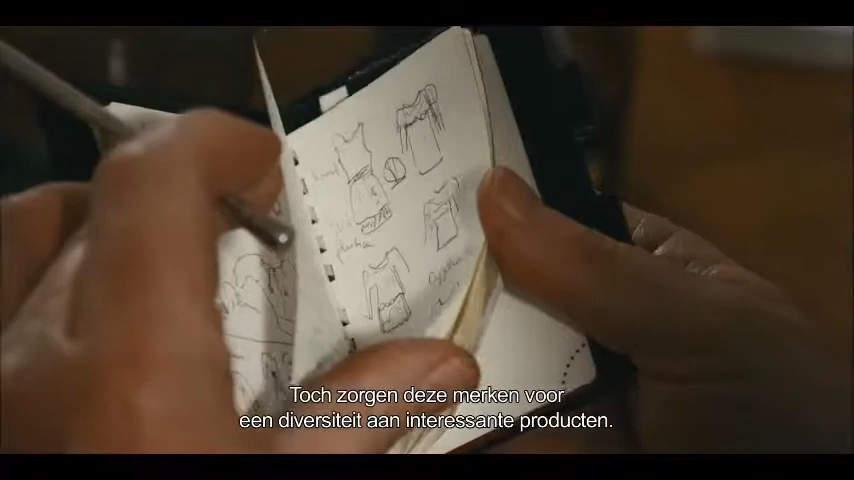 Toch zorgen deze merken voor
een diversiteit aan interessante producten.